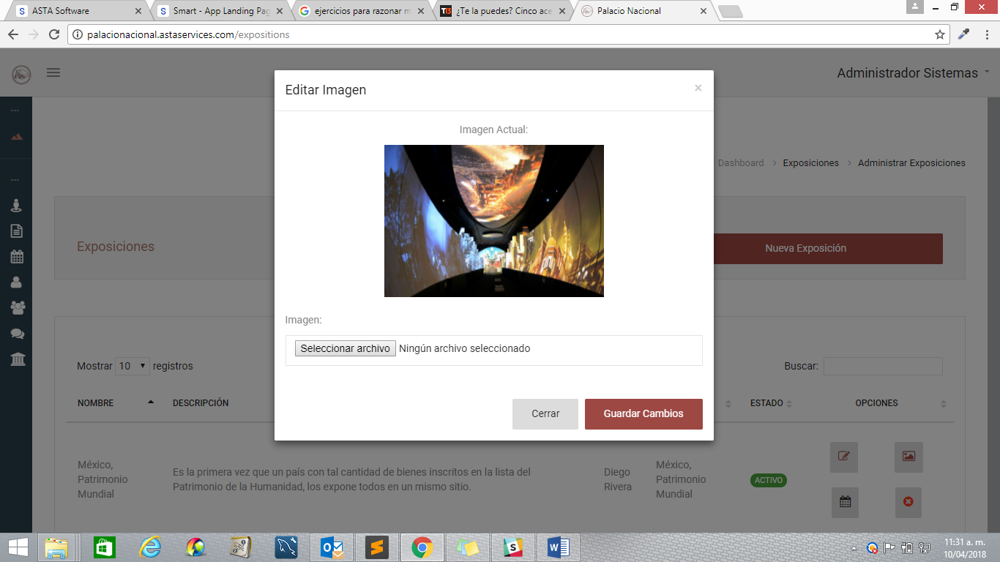 ASTA Software
Smart - App Landing Pag
ejercicios para razonar m
¿Te la puedes? Cinco ace
Palacio Nacional
palacionacional.astaservices.com/expositions
Administrador Sistemas
Editar Imagen
×
Imagen Actual:
Dashboard > Exposiciones > Administrar Exposiciones
Exposiciones
Nueva Exposición
Imagen:
Seleccionar archivo Ningún archivo seleccionado
Mostrar 10 registros
Buscar:
NOMBRE DESCRIPCIÓN ESTADO OPCIONES
Cerrar Guardar Cambios
México,
Patrimonio
Mundial
Es la primera vez que un país con tal cantidad de bienes inscritos en la lista del
Patrimonio de la Humanidad, los expone todos en un mismo sitio.
Diego
Rivera
México,
Patrimonio
Mundial
ACTIVO
11:31 a. m.
10/04/2018